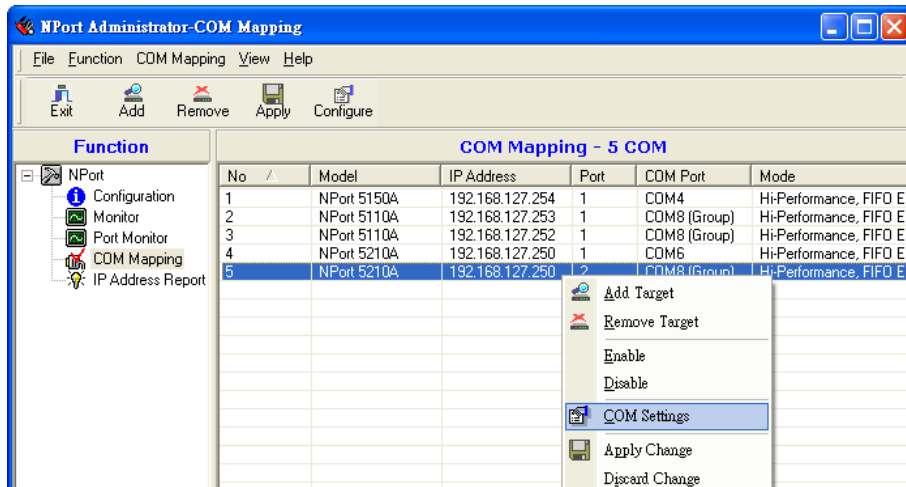 NPort Administrator-COM Mapping
File Function COM Mapping View Help
Exit Add Remove Apply Configure
Function
NPort
Configuration
Monitor
Port Monitor
COM Mapping
IP Address Report
COM Mapping - 5 COM
No Model IP Address Port COM Port Mode
1 NPort 5150A 192.168.127.254 1 COM4 Hi-Performance, FIFO E
2 NPort 5110A 192.168.127.253 1 COM8 (Group) Hi-Performance, FIFO E
3 NPort 5110A 192.168.127.252 1 COM8 (Group) Hi-Performance, FIFO E
4 NPort 5210A 192.168.127.250 1 COM6 Hi-Performance, FIFO E
5 NPort 5210A 192.168.127.250 2 COM8 (Group) Hi-Performance, FIFO E
Add Target
Remove Target
Enable
Disable
COM Settings
Apply Change
Discard Change